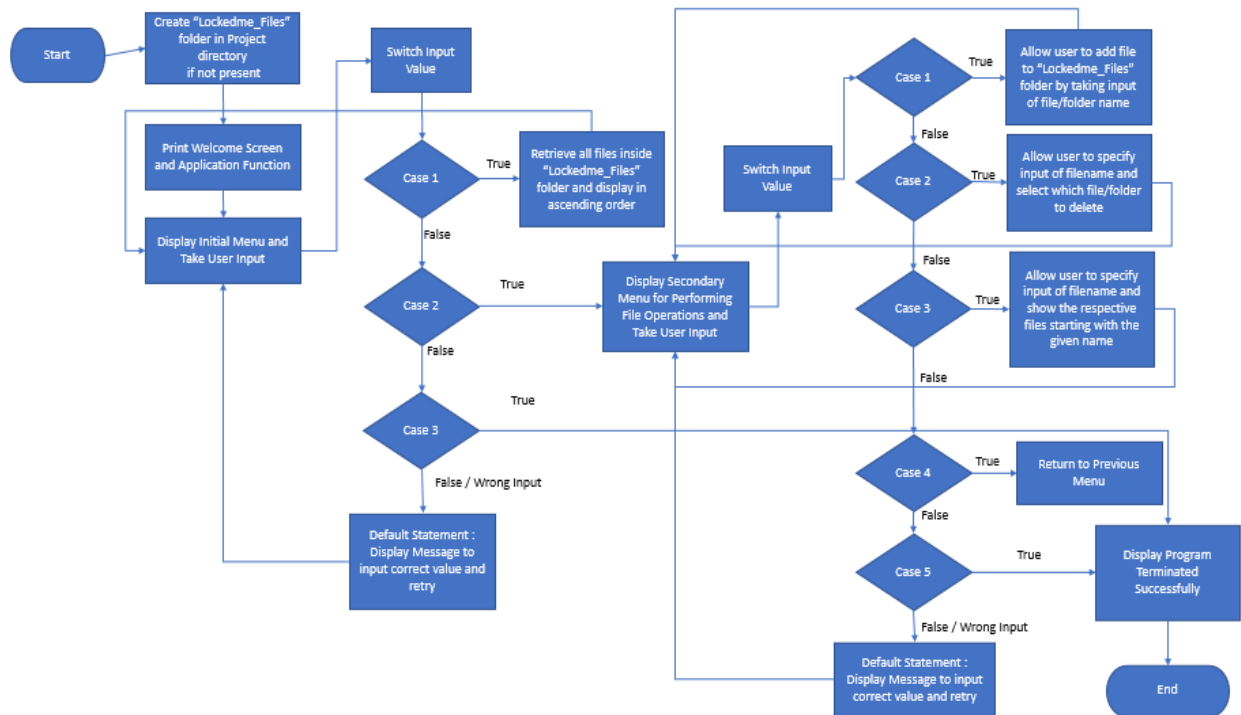 Start
Create “Lockedme_Files”
folder in Project
directory
if not present
Print Welcome Screen
and Application Function
Display Initial Menu and
Take User Input
Switch Input
Value
Case 1
True
Retrieve all files inside
“Lockedme_Files”
folder and display in
ascending order
False
Case 2
True
False
Case 3
True
False / Wrong Input
Default Statement :
Display Message to
input correct value and
retry
Display Secondary
Menu for Performing
File Operations and
Take User Input
Switch Input
Value
Case 1
True
Allow user to add file
to “Lockedme_Files”
folder by taking input
of file/folder name
False
Case 2
True
Allow user to specify
input of filename and
select which file/folder
to delete
False
Case 3
True
Allow user to specify
input of filename and
show the respective
files starting with the
given name
False
Case 4
True
Return to Previous
Menu
False
Case 5
True
Display Program
Terminated
Successfully
False / Wrong Input
Default Statement :
Display Message to input
correct value and retry
End